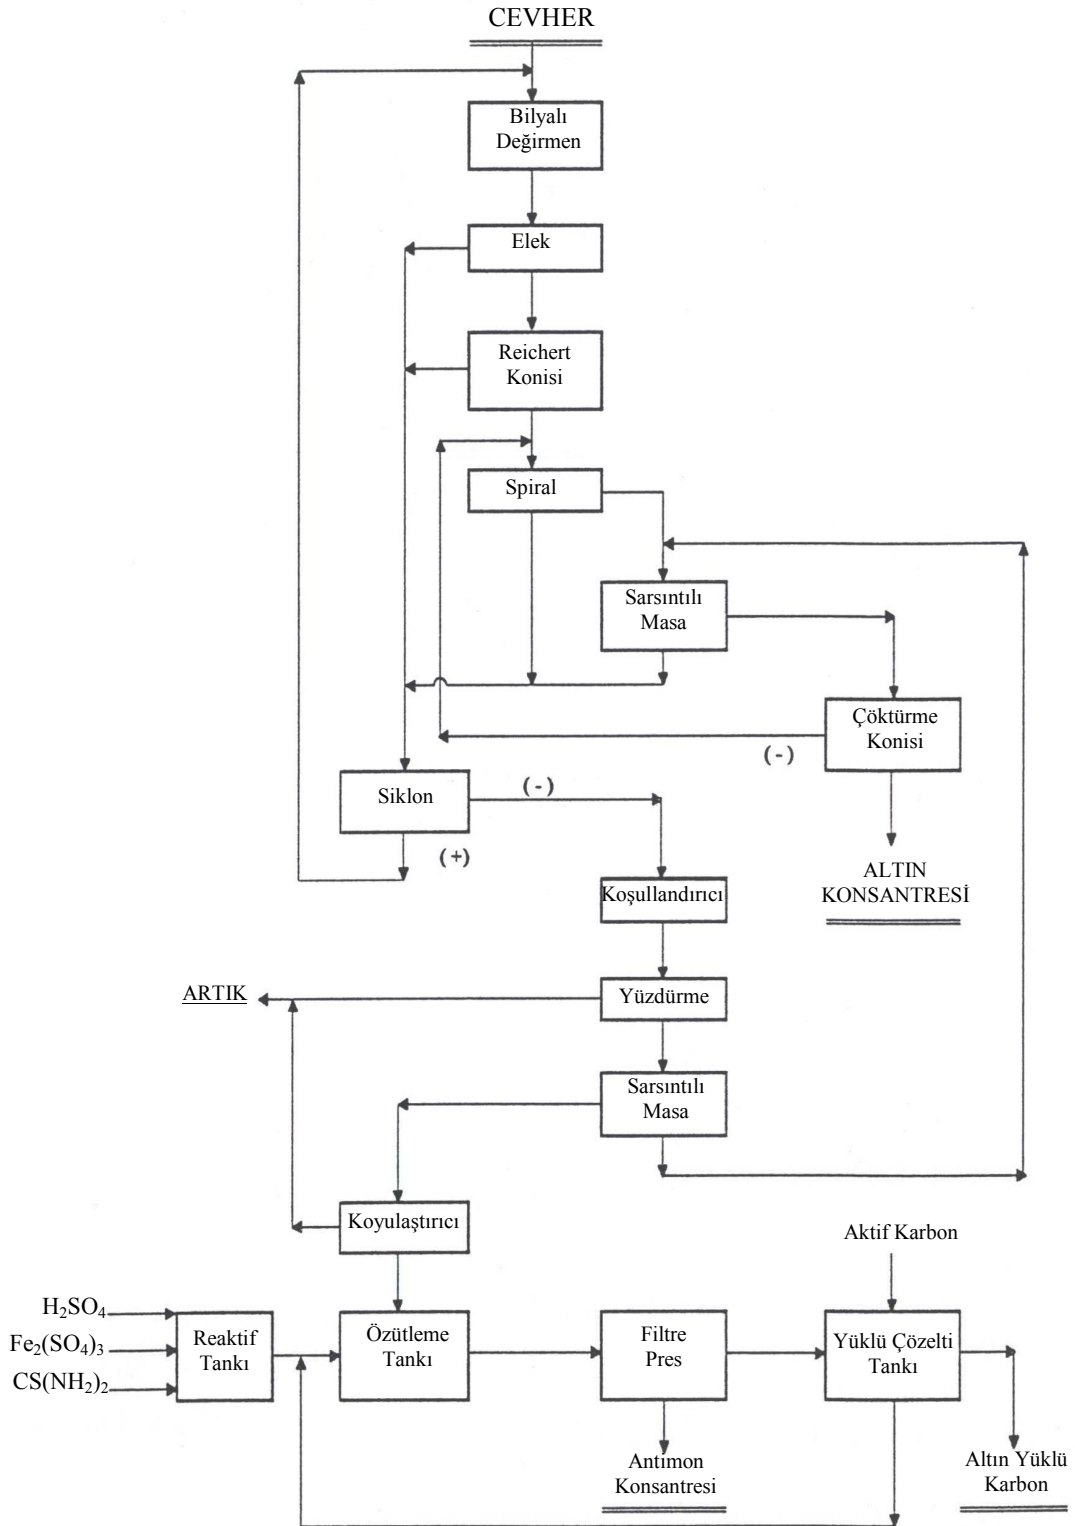 CEVHER
Bilyalı
Değirmen
Elek
Reichert
Konisi
Spiral
Sarsıntılı
Masa
Çöktürme
Konisi
(-)
Siklon
(-)
(+)
ALTIN
KONSANTRESİ
Koşullandırıcı
ARTIK
Yüzdürme
Sarsıntılı
Masa
Koyulaştırıcı
Aktif Karbon
H₂SO₄
Fe₂(SO₄)₃
CS(NH₂)₂
Reaktif
Tankı
Özütleme
Tankı
Filtre
Pres
Yüklü Çözelti
Tankı
Antimon
Konsantresi
Altın Yüklü
Karbon